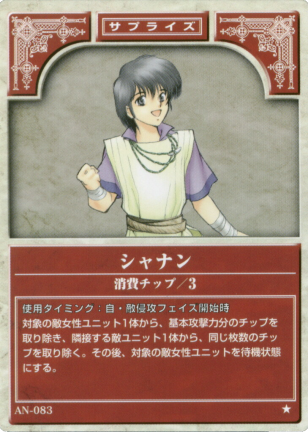 サプライズ
シャナン
消費チップ/3
使用タイミング：自・敵侵攻フェイズ開始時
対象の敵女性ユニット1体から、基本攻撃力分のチップ
を取り除き、隣接する敵ユニット1体から、同じ枚数のチッ
プを取り除く。その後、対象の敵女性ユニットを待機状態
にする。
AN-083
★